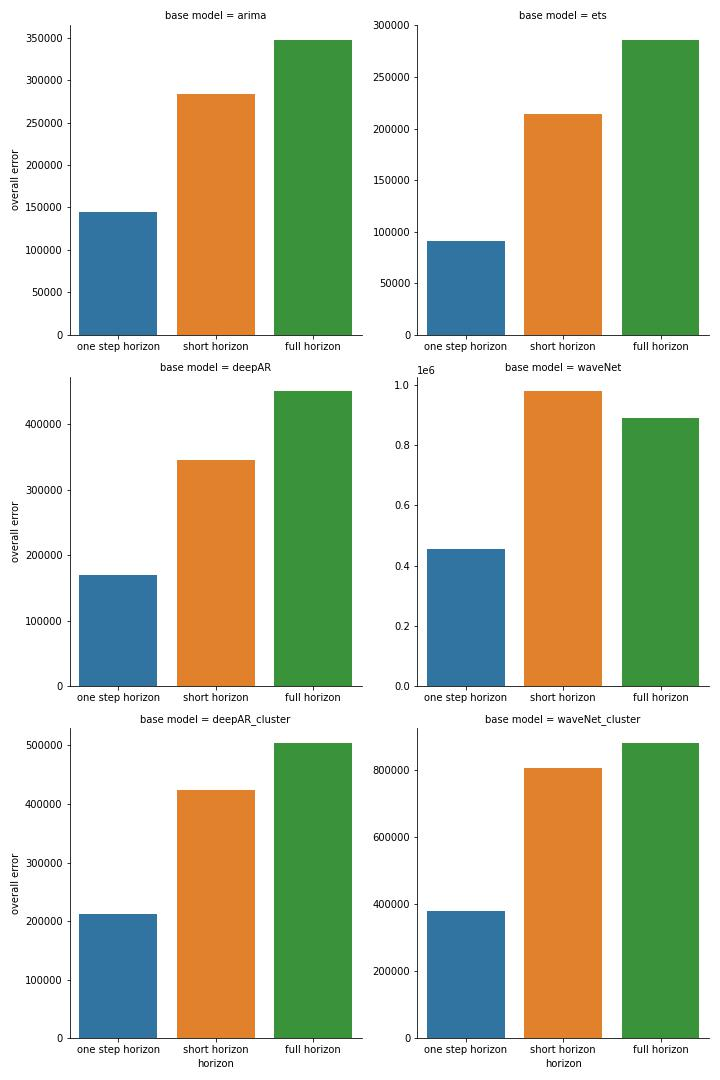 base model = arima
350000
300000
250000
200000
150000
100000
50000
0
overall error
one step horizon short horizon full horizon
base model = ets
300000
250000
200000
150000
100000
50000
0
one step horizon short horizon full horizon
base model = deepAR
400000
300000
200000
100000
0
overall error
one step horizon short horizon full horizon
base model = waveNet
1e6
1.0
0.8
0.6
0.4
0.2
0.0
one step horizon short horizon full horizon
base model = deepAR_cluster
500000
400000
300000
200000
100000
0
overall error
one step horizon short horizon full horizon
horizon
base model = waveNet_cluster
800000
600000
400000
200000
0
one step horizon short horizon full horizon
horizon